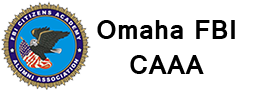 FBI CITIZENS ACADEMY
ALUMNI ASSOCIATION
Omaha FBI
CAAA